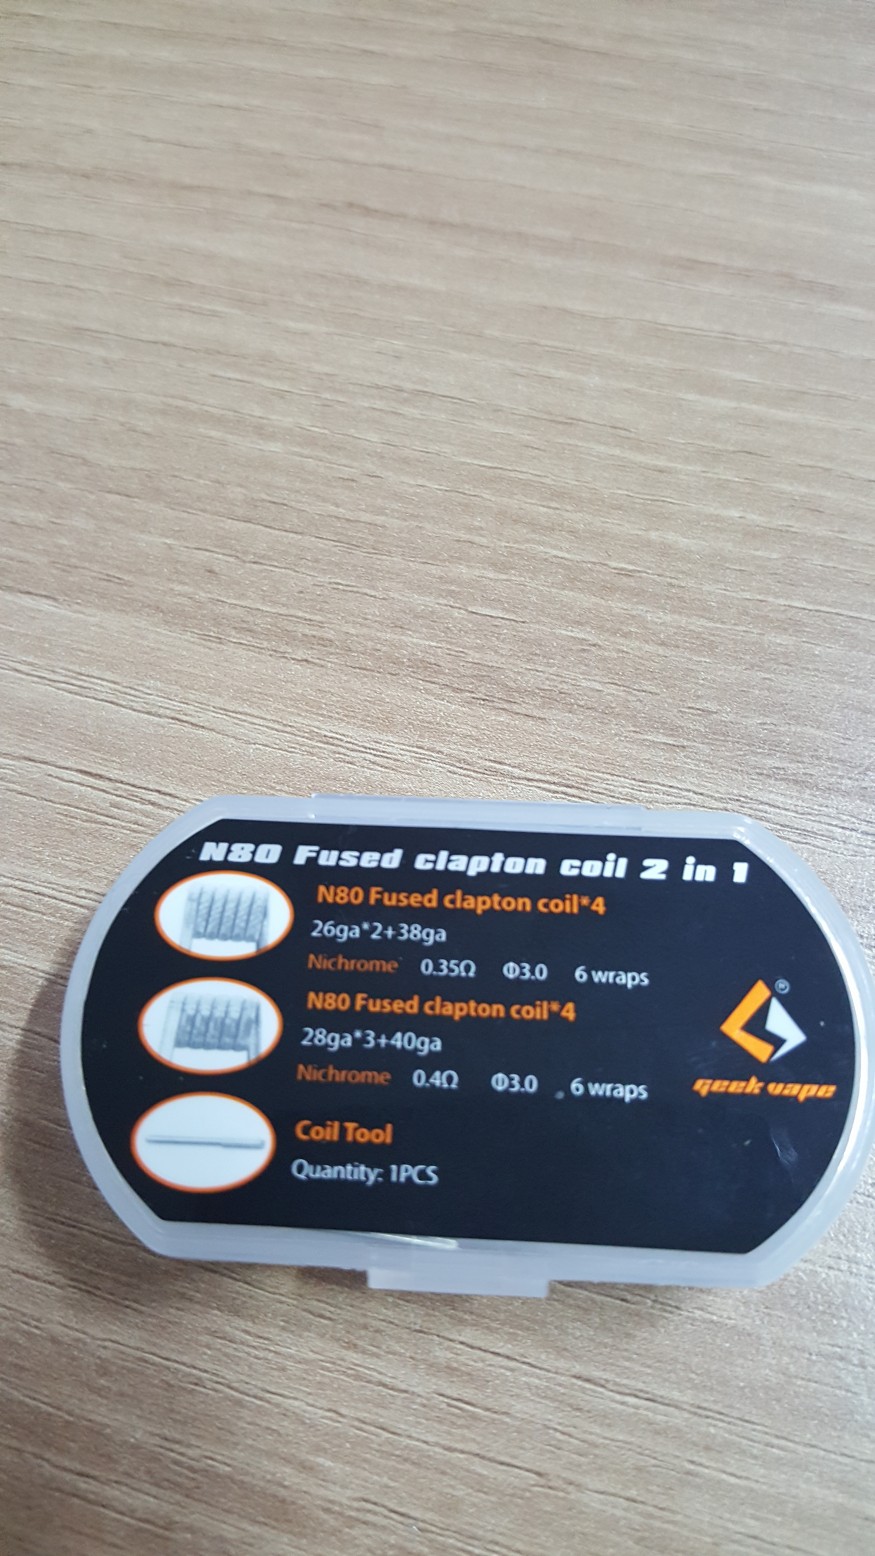 N80 Fused clapton coil 2 in 1
N80 Fused clapton coil*4
26ga*2+38ga
Nichrome 0.35Ω Φ3.0 6 wraps
N80 Fused clapton coil*4
28ga*3+40ga
Nichrome 0.4Ω Φ3.0 6 wraps
Coil Tool
Quantity: 1PCS
®
geek vape